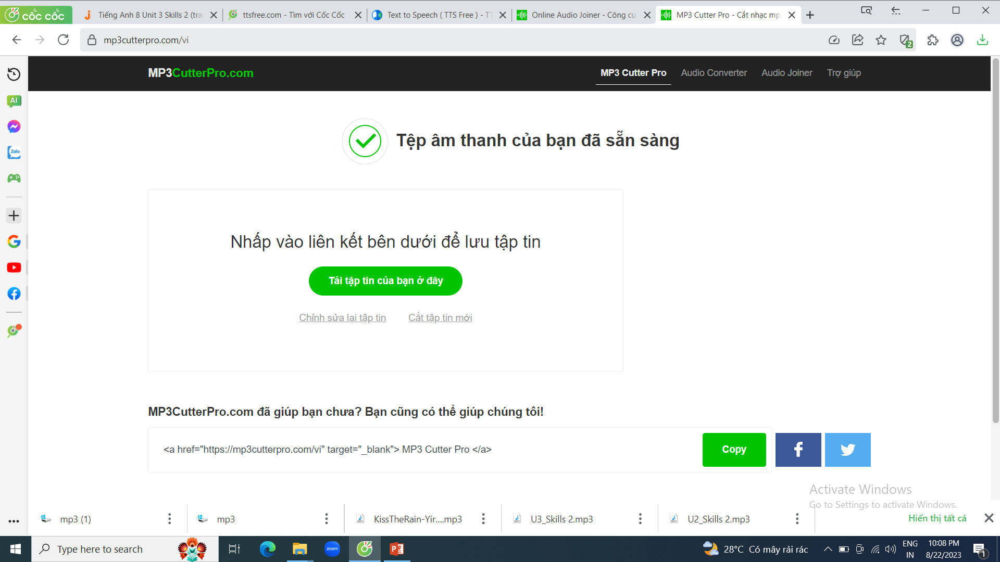 cốc cốc
Tiếng Anh 8 Unit 3 Skills 2 (tra
ttsfree.com - Tìm với Cốc Cốc
Text to Speech ( TTS Free ) - TT
Online Audio Joiner - Công cụ
MP3 Cutter Pro - Cắt nhạc mp
mp3cutterpro.com/vi
2
MP3CutterPro.com
MP3 Cutter Pro
Audio Converter
Audio Joiner
Trợ giúp
AI
Zalo
Tệp âm thanh của bạn đã sẵn sàng
Nhấp vào liên kết bên dưới để lưu tập tin
Tải tập tin của bạn ở đây
Chỉnh sửa lại tập tin
Cắt tập tin mới
MP3CutterPro.com đã giúp bạn chưa? Bạn cũng có thể giúp chúng tôi!
<a href="https://mp3cutterpro.com/vi" target="_blank"> MP3 Cutter Pro </a>
Copy
Activate Windows
Go to Settings to activate Windows.
mp3 (1)
mp3
KissTheRain-Yir....mp3
U3_Skills 2.mp3
U2_Skills 2.mp3
Hiển thị tất cả
Type here to search
zoom
28°C Có mây rải rác
ENG
IN
10:08 PM
8/22/2023
1